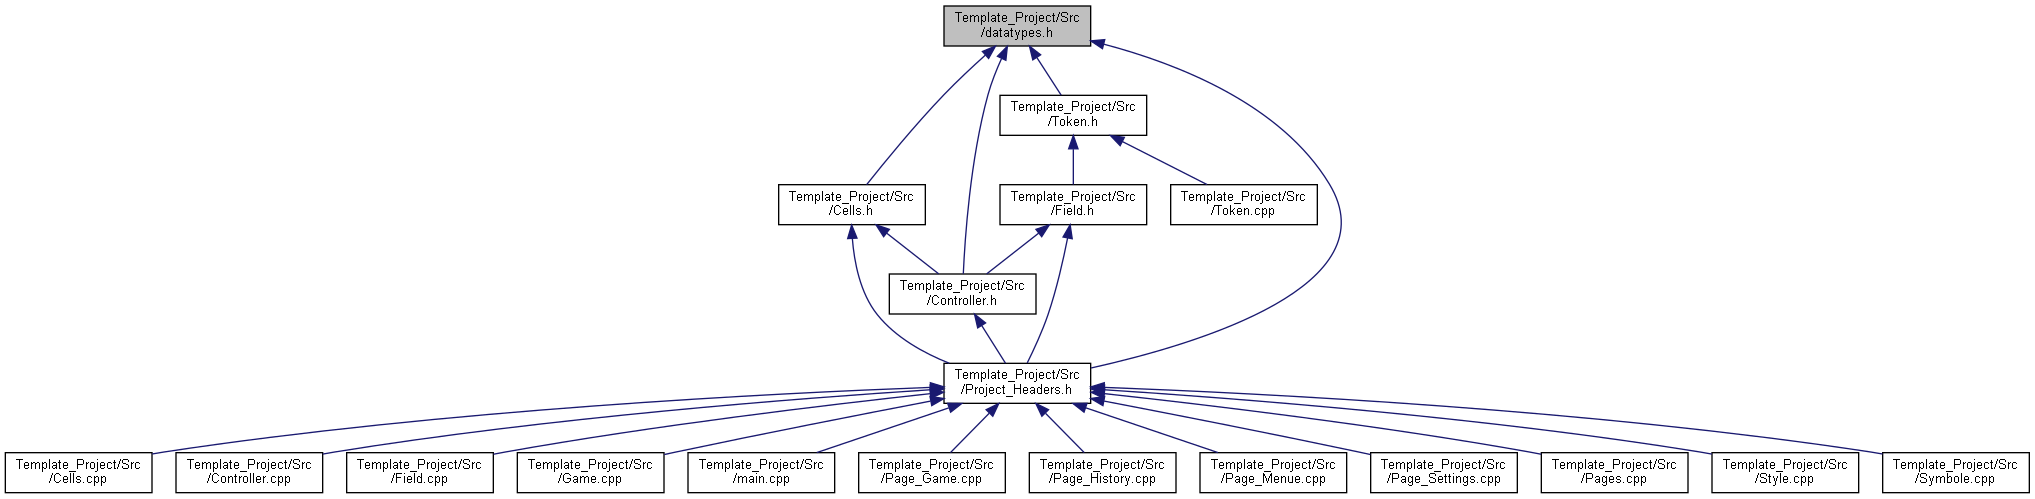 Template_Project/Src
/datatypes.h
Template_Project/Src
/Token.h
Template_Project/Src
/Cells.h
Template_Project/Src
/Field.h
Template_Project/Src
/Token.cpp
Template_Project/Src
/Controller.h
Template_Project/Src
/Project_Headers.h
Template_Project/Src
/Cells.cpp
Template_Project/Src
/Controller.cpp
Template_Project/Src
/Field.cpp
Template_Project/Src
/Game.cpp
Template_Project/Src
/main.cpp
Template_Project/Src
/Page_Game.cpp
Template_Project/Src
/Page_History.cpp
Template_Project/Src
/Page_Menue.cpp
Template_Project/Src
/Page_Settings.cpp
Template_Project/Src
/Pages.cpp
Template_Project/Src
/Style.cpp
Template_Project/Src
/Symbole.cpp